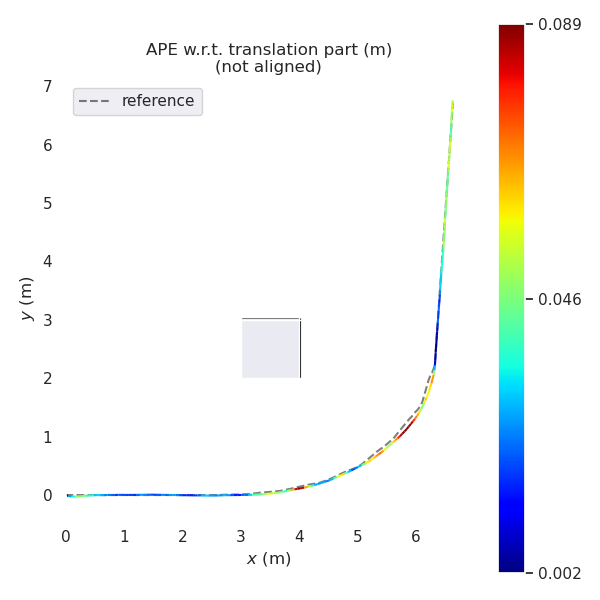 APE w.r.t. translation part (m)
(not aligned)
reference
7
6
5
4
3
2
1
0
y (m)
0 1 2 3 4 5 6
x (m)
0.089
0.046
0.002